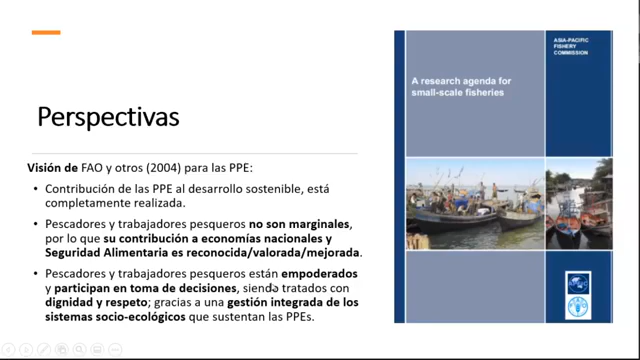 Perspectivas
Visión de FAO y otros (2004) para las PPE:
• Contribución de las PPE al desarrollo sostenible, está
completamente realizada.
• Pescadores y trabajadores pesqueros no son marginales,
por lo que su contribución a economías nacionales y
Seguridad Alimentaria es reconocida/valorada/mejorada.
• Pescadores y trabajadores pesqueros están empoderados
y participan en toma de decisiones, siendo tratados con
dignidad y respeto; gracias a una gestión integrada de los
sistemas socio-ecológicos que sustentan las PPEs.
ASIA-PACIFIC
FISHERY
COMMISSION
A research agenda for
small-scale fisheries